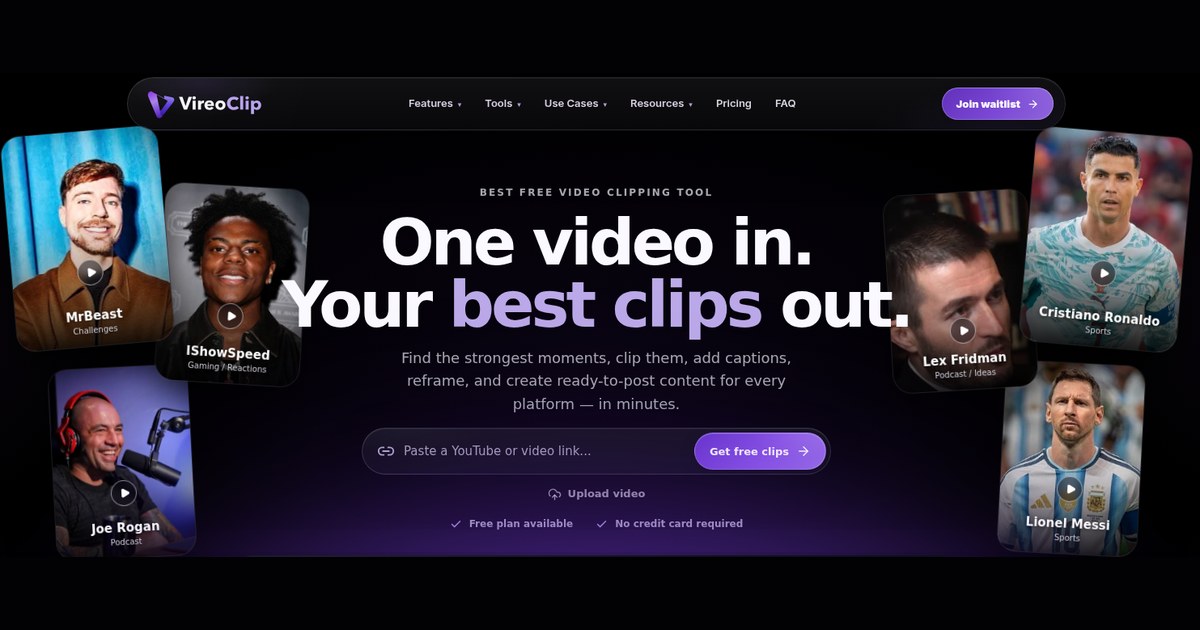 VireoClip
Features
Tools
Use Cases
Resources
Pricing
FAQ
Join waitlist
BEST FREE VIDEO CLIPPING TOOL
One video in.
Your best clips out.
Find the strongest moments, clip them, add captions,
reframe, and create ready-to-post content for every
platform — in minutes.
Paste a YouTube or video link...
Get free clips
Upload video
Free plan available
No credit card required
MrBeast
Challenges
IShowSpeed
Gaming / Reactions
Joe Rogan
Podcast
Lex Fridman
Podcast / Ideas
Cristiano Ronaldo
Sports
Lionel Messi
Sports